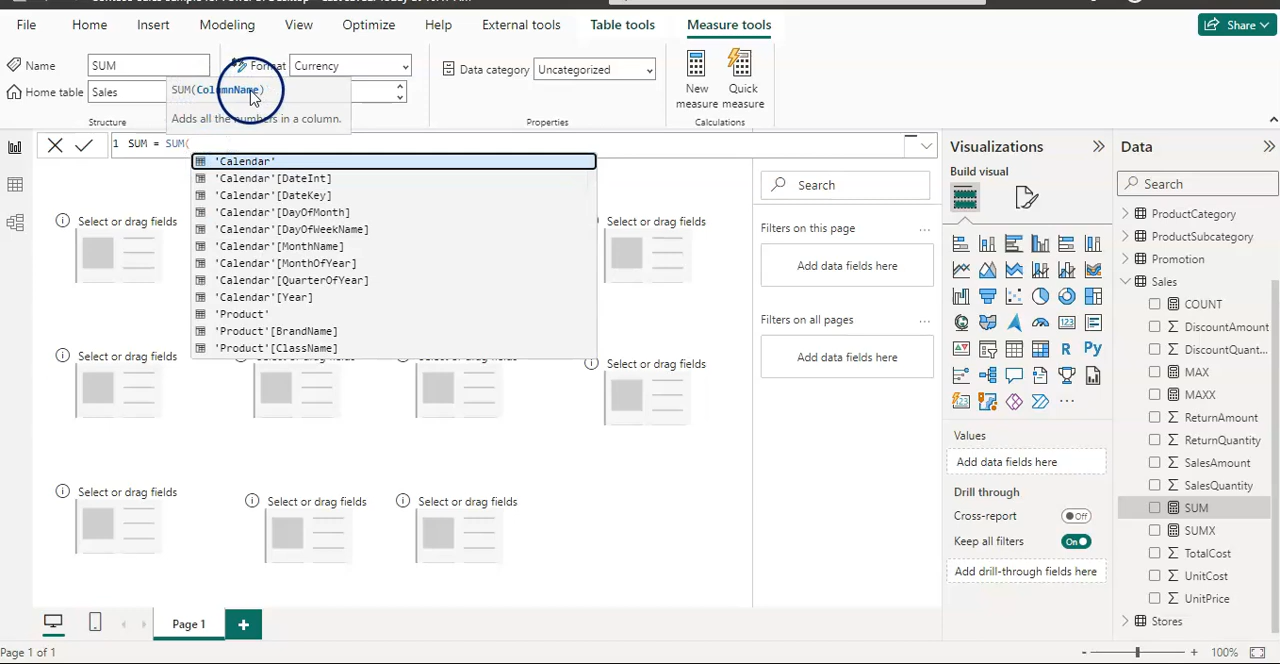 File Home Insert Modeling View Optimize Help External tools Table tools Measure tools Share
Name SUM Format Currency Data category Uncategorized New measure Quick measure
Home table Sales SUM(ColumnName)
Adds all the numbers in a column.
Structure Properties Calculations
1 SUM = SUM(
'Calendar'
'Calendar'[DateInt]
'Calendar'[DateKey]
'Calendar'[DayOfMonth]
'Calendar'[DayOfWeekName]
'Calendar'[MonthName]
'Calendar'[MonthOfYear]
'Calendar'[QuarterOfYear]
'Calendar'[Year]
'Product'
'Product'[BrandName]
'Product'[ClassName]
Select or drag fields
Select or drag fields
Select or drag fields
Select or drag fields
Select or drag fields
Select or drag fields
Select or drag fields
Search
Filters on this page ...
Add data fields here
Filters on all pages ...
Add data fields here
Visualizations
Build visual
R Py
123
Values
Add data fields here
Drill through
Cross-report Off
Keep all filters On
Add drill-through fields here
Data
Search
ProductCategory
ProductSubcategory
Promotion
Sales
COUNT
DiscountAmount
DiscountQuant...
MAX
MAXX
ReturnAmount
ReturnQuantity
SalesAmount
SalesQuantity
SUM
SUMX
TotalCost
UnitCost
UnitPrice
Stores
Page 1
Page 1 of 1
100%